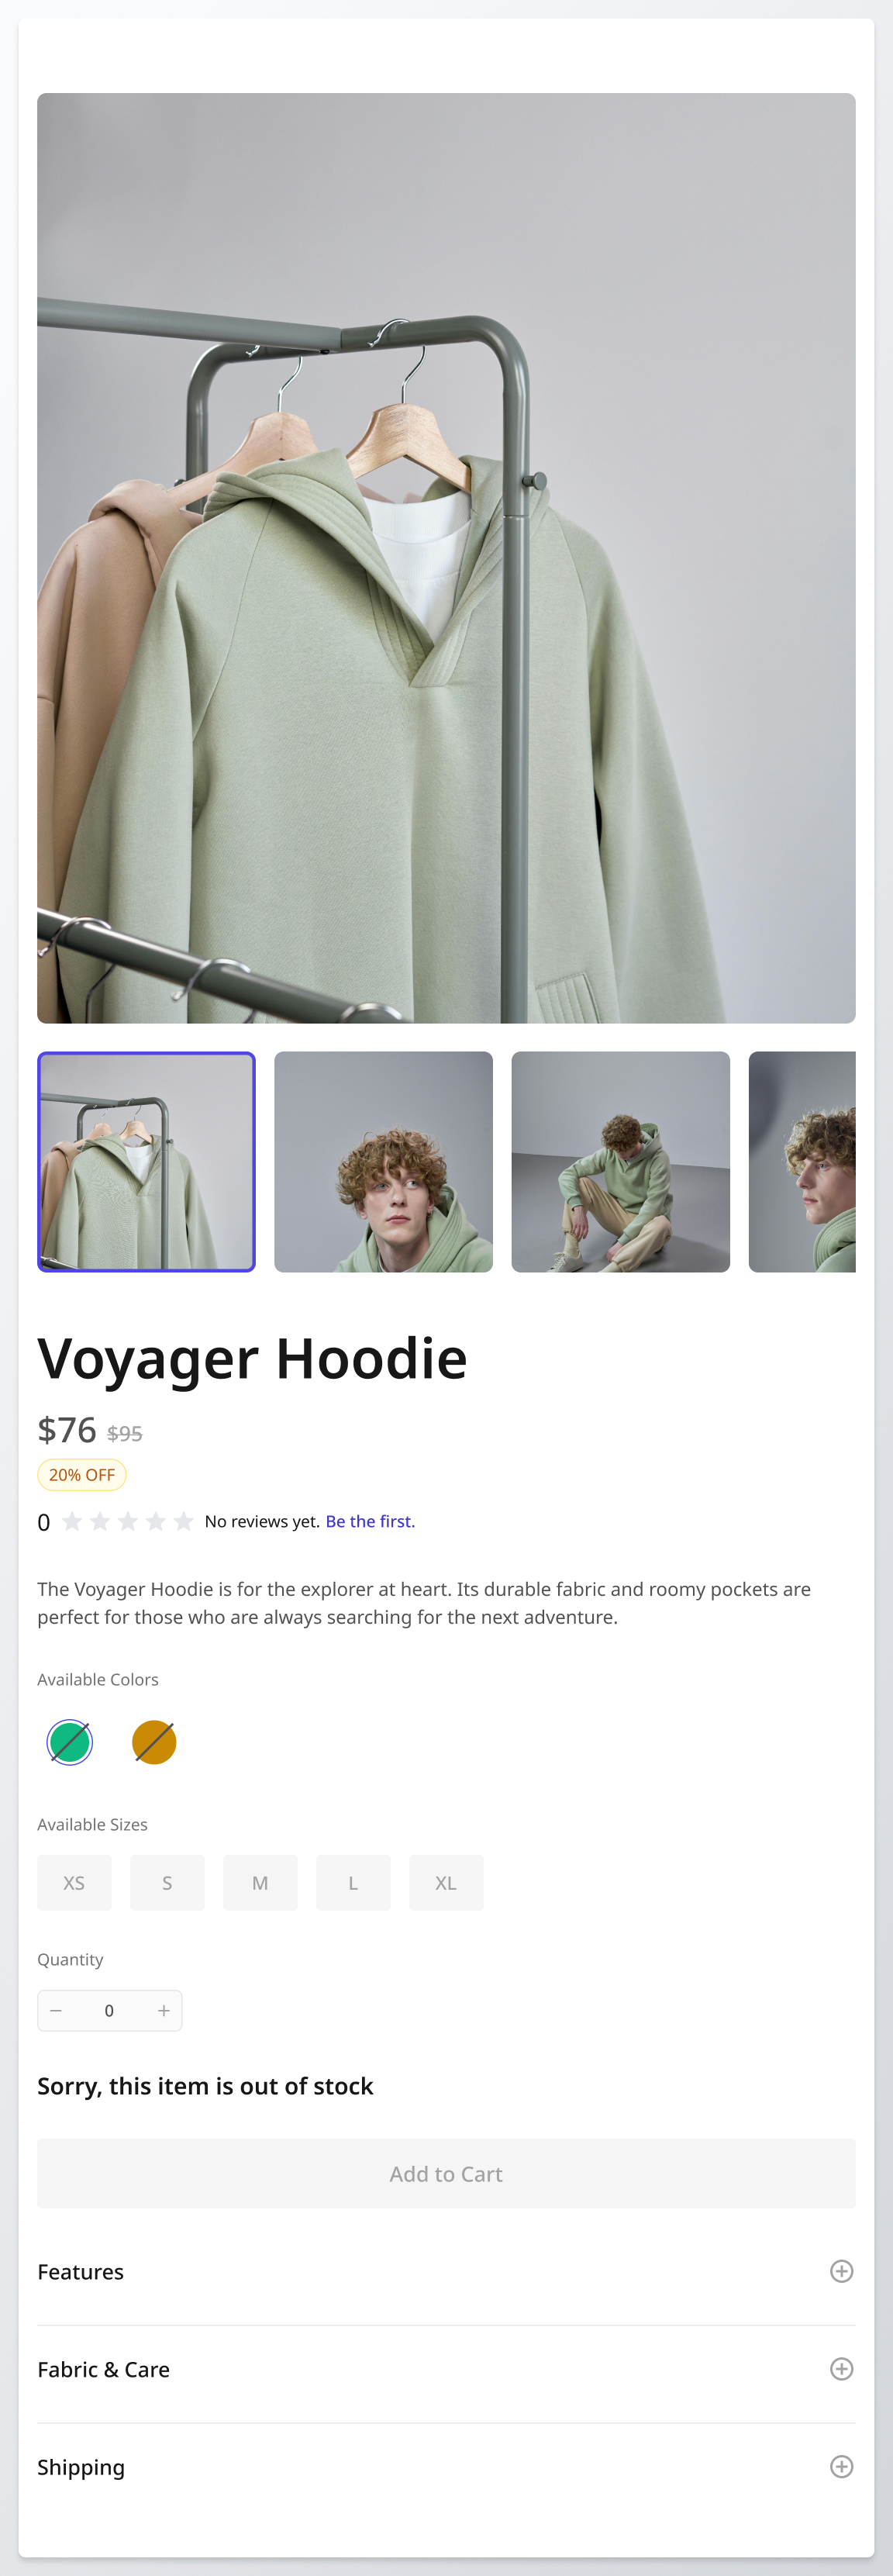 Voyager Hoodie
$76 $95
20% OFF
0 No reviews yet. Be the first.
The Voyager Hoodie is for the explorer at heart. Its durable fabric and roomy pockets are
perfect for those who are always searching for the next adventure.
Available Colors
Available Sizes
XS S M L XL
Quantity
0
Sorry, this item is out of stock
Add to Cart
Features
Fabric & Care
Shipping